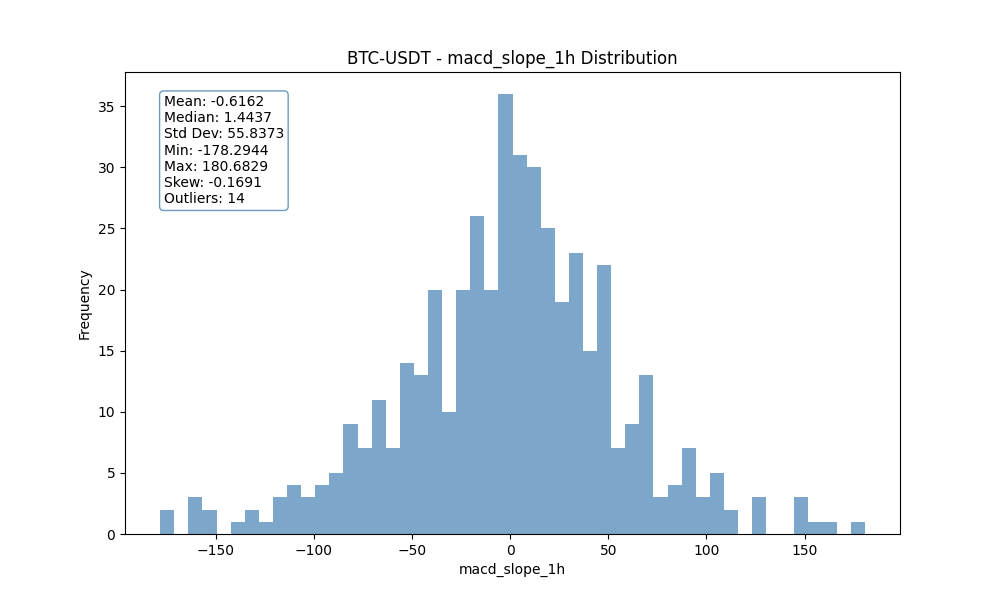 BTC-USDT - macd_slope_1h Distribution
Mean: -0.6162
Median: 1.4437
Std Dev: 55.8373
Min: -178.2944
Max: 180.6829
Skew: -0.1691
Outliers: 14
Frequency
35
30
25
20
15
10
5
0
−150 −100 −50 0 50 100 150
macd_slope_1h